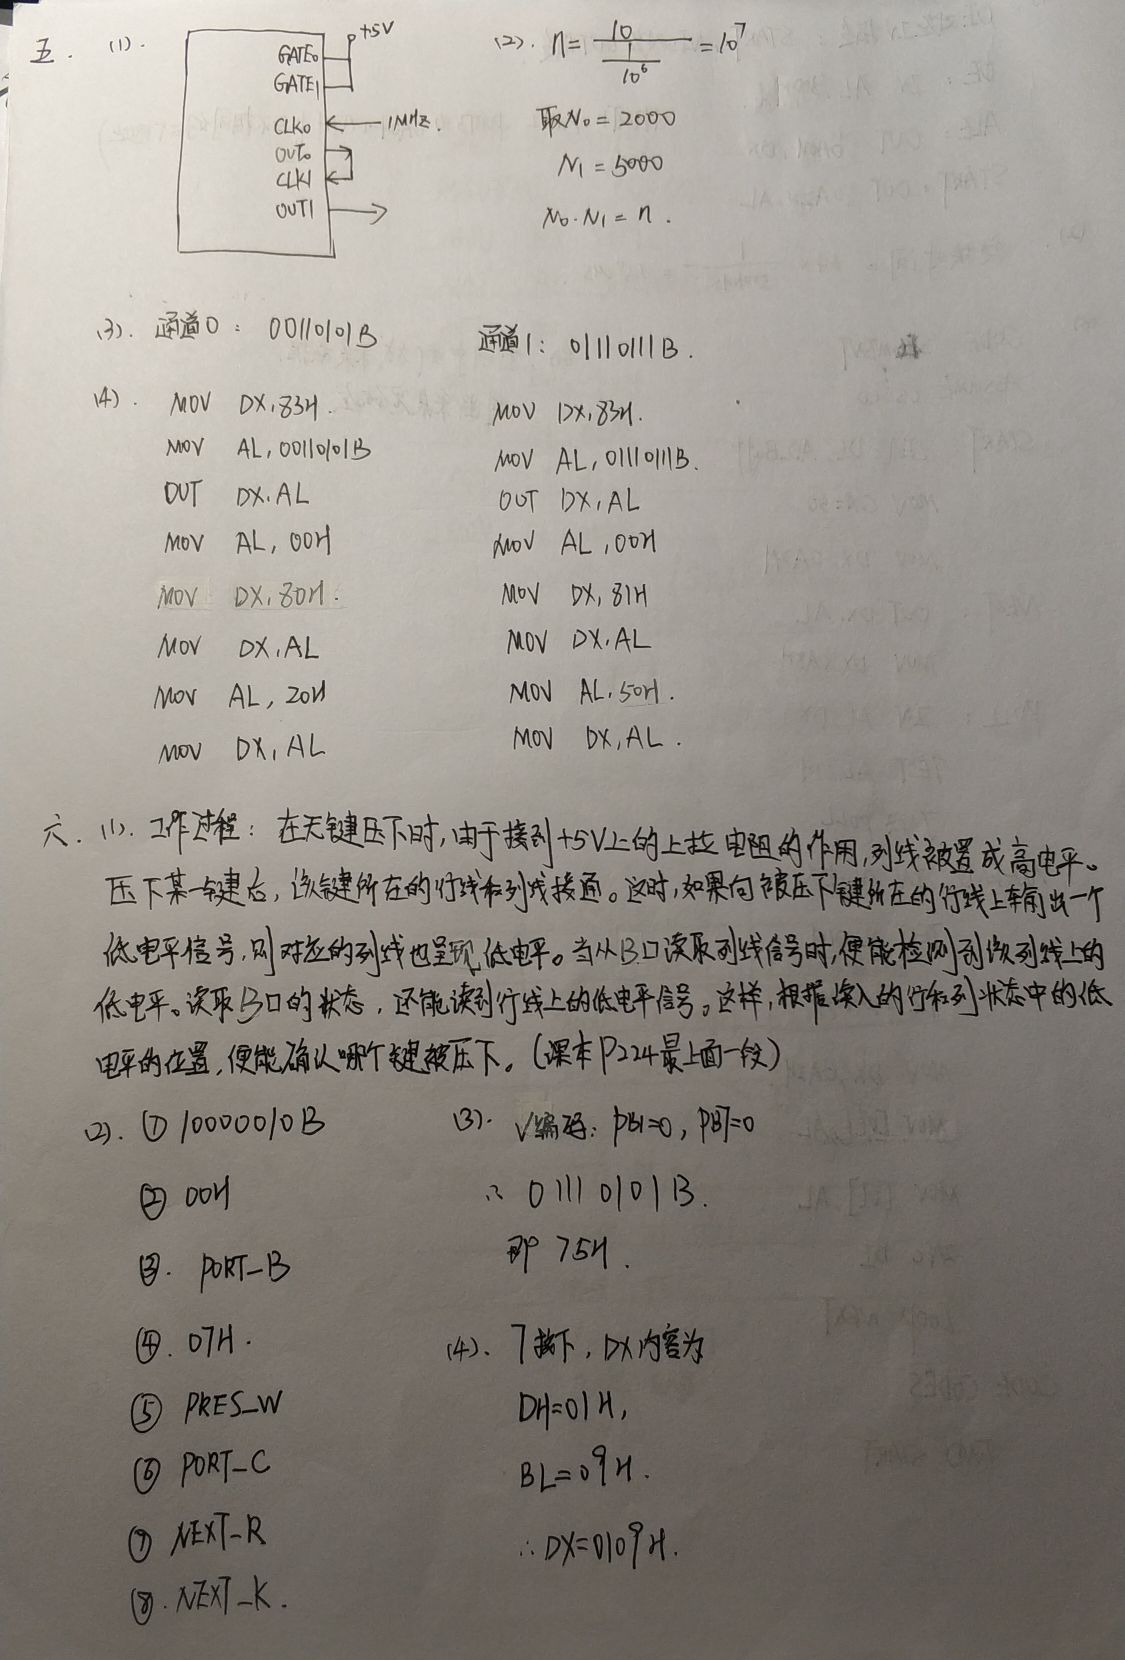 五. (1).
+5V
GATE0
GATE1
CLK0
1MHz.
OUT0
CLK1
OUT1
(2). n = 10 / (1/10⁶) = 10⁷
取N0 = 2000
N1 = 5000
N0·N1 = n.
(3). 通道0: 00110101B
通道1: 01110111B.
(4). MOV DX,83H.
MOV AL,00110101B
OUT DX,AL
MOV AL,00H
MOV DX,80H.
MOV DX,AL
MOV AL,20H
MOV DX,AL
MOV DX,83H.
MOV AL,01110111B.
OUT DX,AL
MOV AL,00H
MOV DX,81H
MOV DX,AL
MOV AL,50H.
MOV DX,AL.
六. (1). 工作过程: 在无键压下时,由于接到+5V上的上拉电阻的作用,列线被置成高电平。
压下某一键后,该键所在的行线和列线接通。这时,如果向被压下键所在的行线上输出一个
低电平信号,则对应的列线也呈现低电平。当从B口读取列线信号时,便能检测到该列线上的
低电平。读取B口的状态,还能读到行线上的低电平信号。这样,根据读入的行和列状态中的低
电平的位置,便能确认哪个键被压下。(课本P224最上面一段)
(2). ① 10000010B
② 00H
③. PORT_B
④. 07H.
⑤ PRES_W
⑥ PORT_C
⑦ NEXT_R
⑧. NEXT_K.
(3). √编码: PB1=0, PB7=0
∴ 01110101B.
即 75H.
(4). 7按下, DX内容为
DH=01H,
BL=09H.
∴DX=0109H.